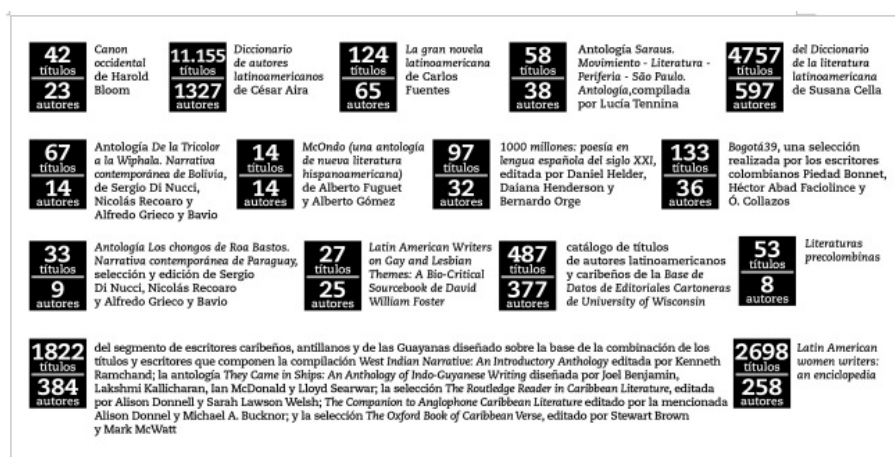 42
títulos
23
autores
Canon
occidental
de Harold
Bloom
11.155
títulos
1327
autores
Diccionario
de autores
latinoamericanos
de César Aira
124
títulos
65
autores
La gran novela
latinoamericana
de Carlos
Fuentes
58
títulos
38
autores
Antología Saraus.
Movimiento - Literatura -
Periferia - São Paulo.
Antología,compilada
por Lucía Tennina
4757
títulos
597
autores
del Diccionario
de la literatura
latinoamericana
de Susana Cella
67
títulos
14
autores
Antología De la Tricolor
a la Wiphala. Narrativa
contemporánea de Bolivia,
de Sergio Di Nucci,
Nicolás Recoaro y
Alfredo Grieco y Bavio
14
títulos
14
autores
McOndo (una antología
de nueva literatura
hispanoamericana)
de Alberto Fuguet
y Alberto Gómez
97
títulos
32
autores
1000 millones: poesía en
lengua española del siglo XXI,
editada por Daniel Helder,
Daiana Henderson y
Bernardo Orge
133
títulos
36
autores
Bogotá39, una selección
realizada por los escritores
colombianos Piedad Bonnet,
Héctor Abad Faciolince y
Ó. Collazos
33
títulos
9
autores
Antología Los chongos de Roa Bastos.
Narrativa contemporánea de Paraguay,
selección y edición de Sergio
Di Nucci, Nicolás Recoaro
y Alfredo Grieco y Bavio
27
títulos
25
autores
Latin American Writers
on Gay and Lesbian
Themes: A Bio-Critical
Sourcebook de David
William Foster
487
títulos
377
autores
catálogo de títulos
de autores latinoamericanos
y caribeños de la Base de
Datos de Editoriales Cartoneras
de University of Wisconsin
53
títulos
8
autores
Literaturas
precolombinas
1822
títulos
384
autores
del segmento de escritores caribeños, antillanos y de las Guayanas diseñado sobre la base de la combinación de los
títulos y escritores que componen la compilación West Indian Narrative: An Introductory Anthology editada por Kenneth
Ramchand; la antología They Came in Ships: An Anthology of Indo-Guyanese Writing diseñada por Joel Benjamin,
Lakshmi Kallicharan, Ian McDonald y Lloyd Searwar; la selección The Routledge Reader in Caribbean Literature, editada
por Alison Donnell y Sarah Lawson Welsh; The Companion to Anglophone Caribbean Literature editado por la mencionada
Alison Donnel y Michael A. Bucknor; y la selección The Oxford Book of Caribbean Verse, editado por Stewart Brown
y Mark McWatt
2698
títulos
258
autores
Latin American
women writers:
an enciclopedia